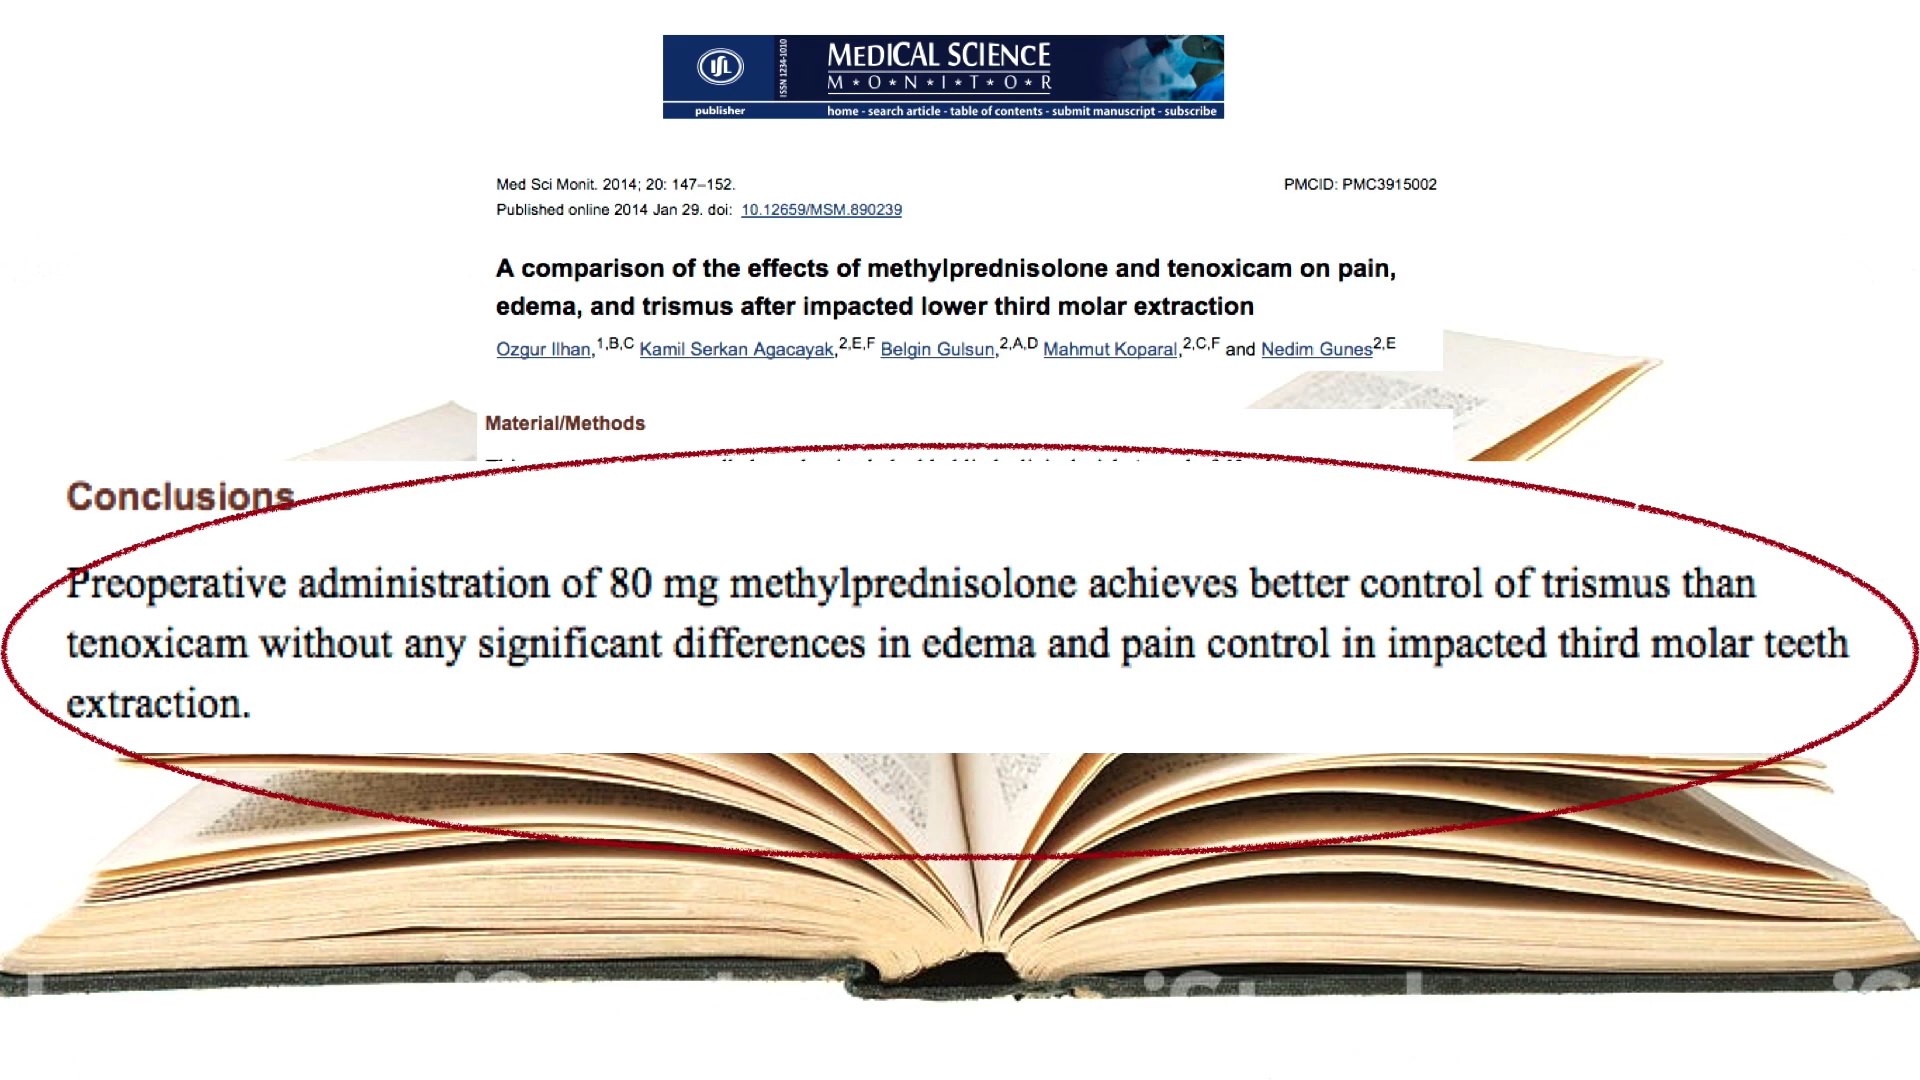 ISSN 1234-1010
MEDICAL SCIENCE
M*O*N*I*T*O*R
publisher
home - search article - table of contents - submit manuscript - subscribe
Med Sci Monit. 2014; 20: 147–152.
PMCID: PMC3915002
Published online 2014 Jan 29. doi: 10.12659/MSM.890239
A comparison of the effects of methylprednisolone and tenoxicam on pain,
edema, and trismus after impacted lower third molar extraction
Ozgur Ilhan,1,B,C Kamil Serkan Agacayak,2,E,F Belgin Gulsun,2,A,D Mahmut Koparal,2,C,F and Nedim Gunes2,E
Material/Methods
Conclusions
Preoperative administration of 80 mg methylprednisolone achieves better control of trismus than
tenoxicam without any significant differences in edema and pain control in impacted third molar teeth
extraction.